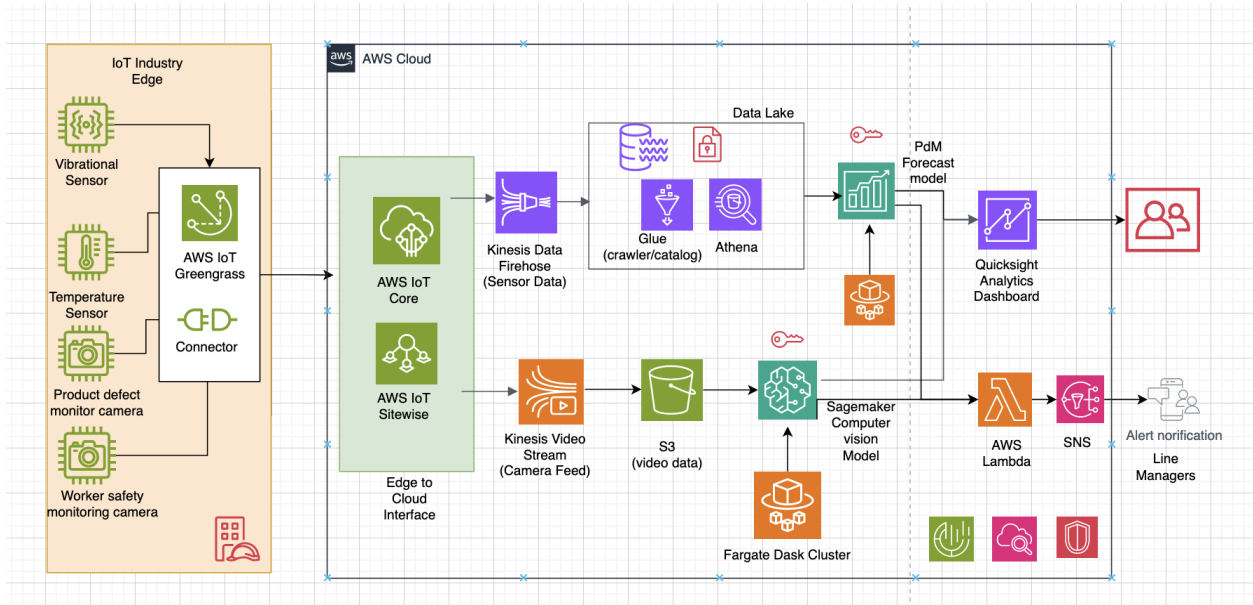 IoT Industry
Edge
Vibrational
Sensor
Temperature
Sensor
Product defect
monitor camera
Worker safety
monitoring camera
AWS IoT
Greengrass
Connector
aws
AWS Cloud
AWS IoT
Core
AWS IoT
Sitewise
Edge to
Cloud
Interface
Kinesis Data
Firehose
(Sensor Data)
Data Lake
Glue
(crawler/catalog)
Athena
PdM
Forecast
model
Quicksight
Analytics
Dashboard
Kinesis Video
Stream
(Camera Feed)
S3
(video data)
Sagemaker
Computer
vision
Model
Fargate Dask Cluster
AWS
Lambda
SNS
Alert norification
Line
Managers